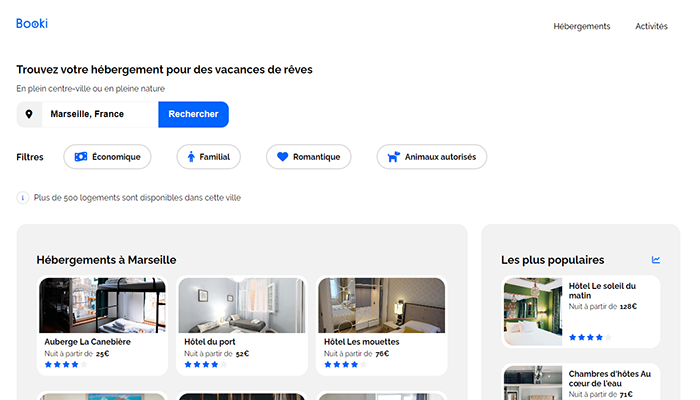 Booki
Hébergements Activités
Trouvez votre hébergement pour des vacances de rêves
En plein centre-ville ou en pleine nature
Marseille, France Rechercher
Filtres Économique Familial Romantique Animaux autorisés
Plus de 500 logements sont disponibles dans cette ville
Hébergements à Marseille
Auberge La Canebière
Nuit à partir de 25€
Hôtel du port
Nuit à partir de 52€
Hôtel Les mouettes
Nuit à partir de 76€
Les plus populaires
Hôtel Le soleil du
matin
Nuit à partir de 128€
Chambres d'hôtes Au
cœur de l'eau
Nuit à partir de 71€